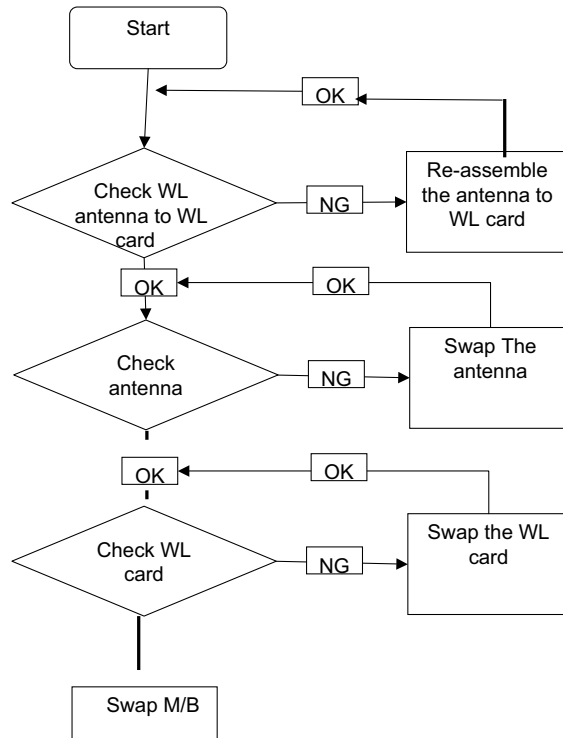 Start
OK
Check WL
antenna to WL
card
NG
Re-assemble
the antenna to
WL card
OK
OK
Check
antenna
NG
Swap The
antenna
OK
OK
Check WL
card
NG
Swap the WL
card
Swap M/B